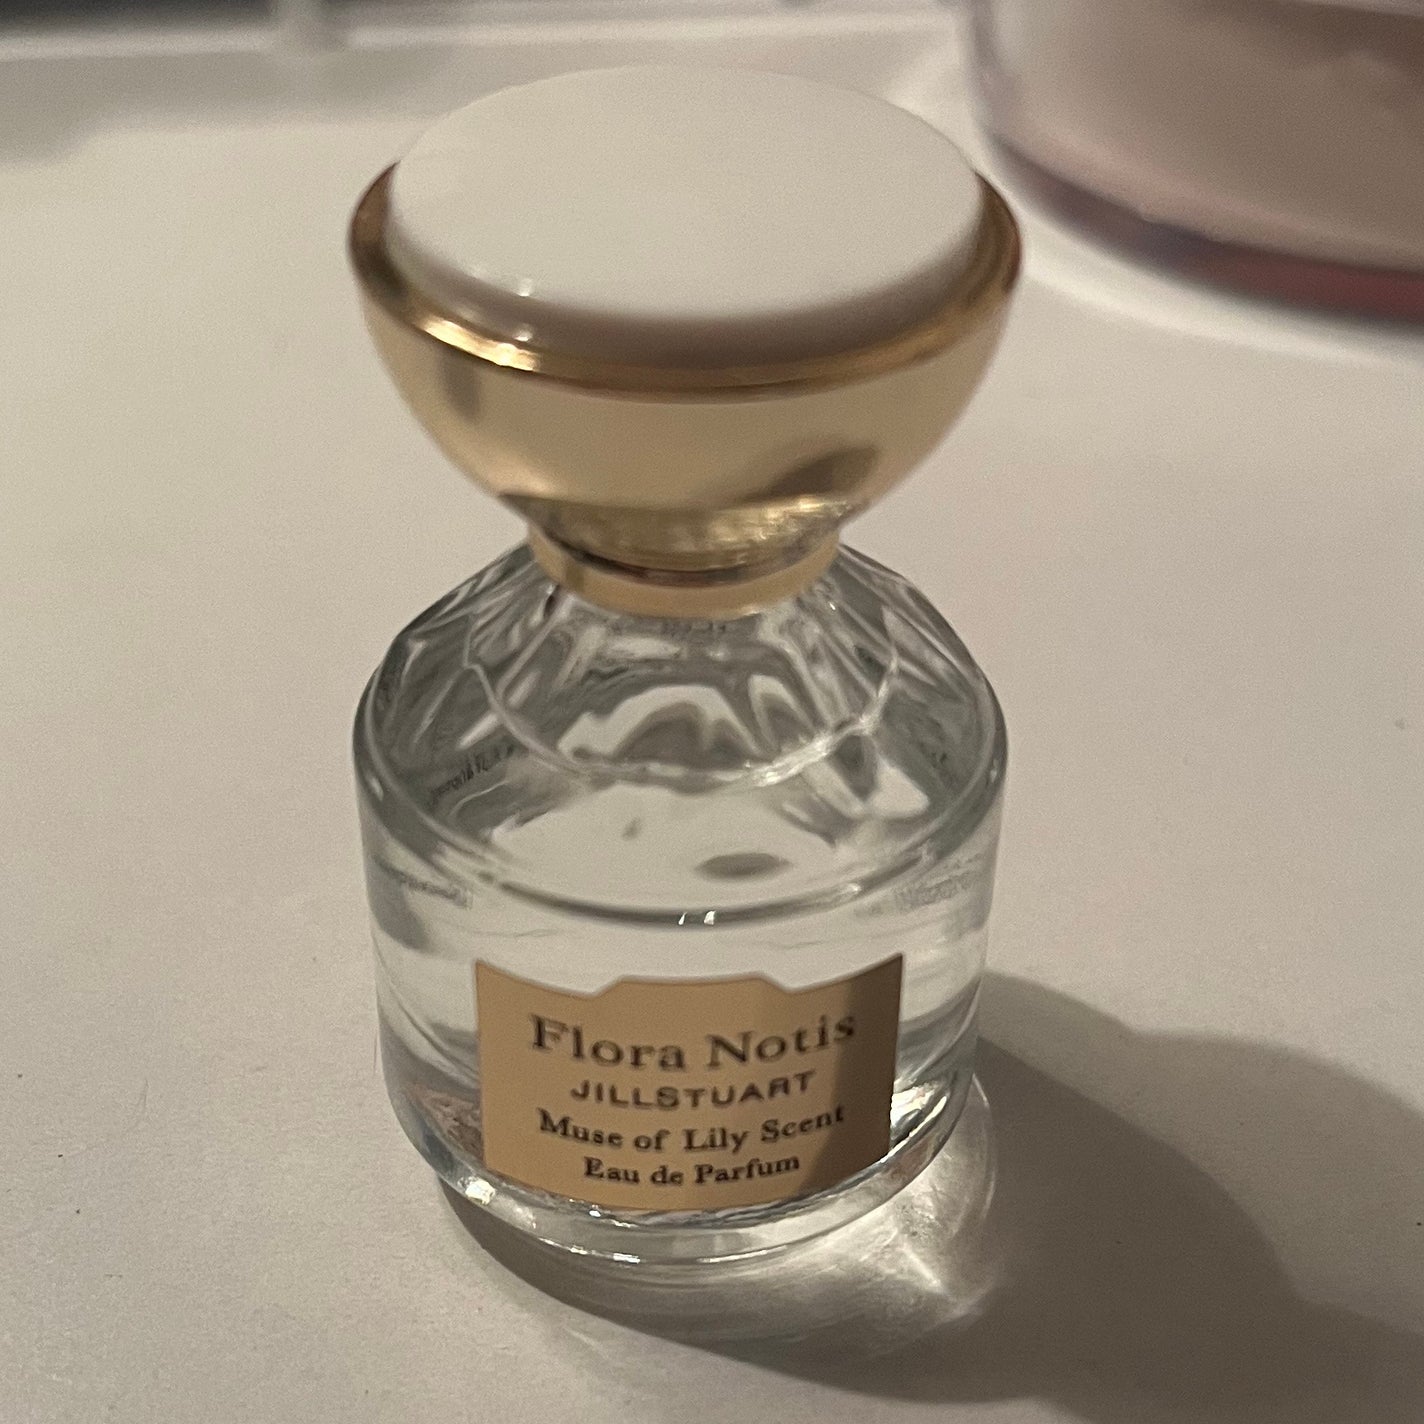 Flora Notis
JILLSTUART
Muse of Lily Scent
Eau de Parfum